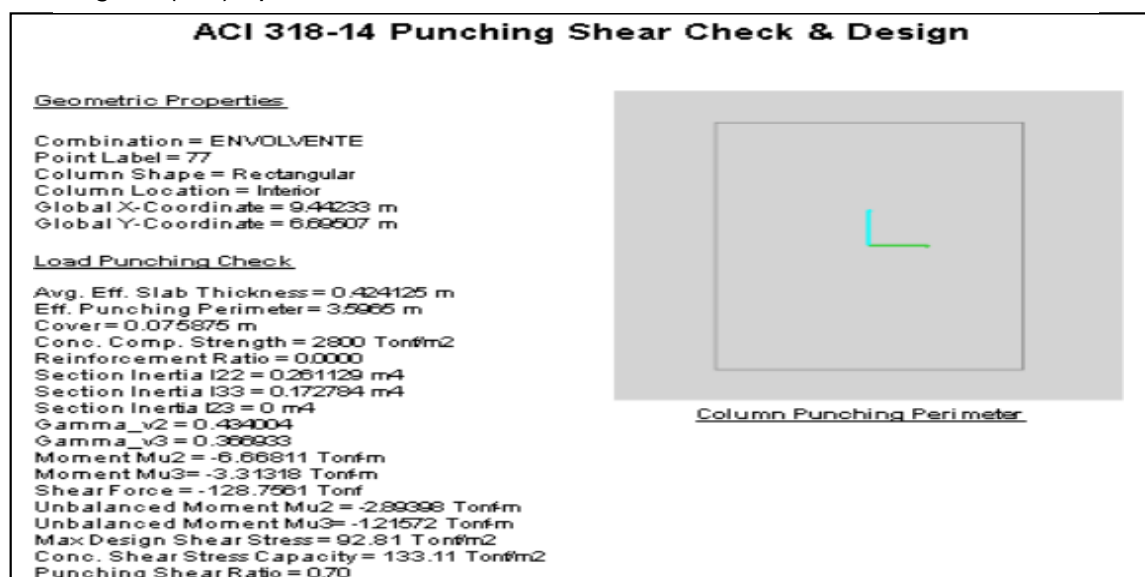 ACI 318-14 Punching Shear Check & Design
Geometric Properties
Combination = ENVOLVENTE
Point Label = 77
Column Shape = Rectangular
Column Location = Interior
Global X-Coordinate = 9.44233 m
Global Y-Coordinate = 6.69507 m
Load Punching Check
Avg. Eff. Slab Thickness = 0.424125 m
Eff. Punching Perimeter = 3.5965 m
Cover = 0.075875 m
Conc. Comp. Strength = 2800 Tonf/m2
Reinforcement Ratio = 0.0000
Section Inertia I22 = 0.261129 m4
Section Inertia I33 = 0.172784 m4
Section Inertia I23 = 0 m4
Gamma_v2 = 0.434004
Gamma_v3 = 0.366933
Moment Mu2 = -6.66811 Tonf-m
Moment Mu3 = -3.31318 Tonf-m
Shear Force = -128.7561 Tonf
Unbalanced Moment Mu2 = -2.89398 Tonf-m
Unbalanced Moment Mu3 = -1.21572 Tonf-m
Max Design Shear Stress = 92.81 Tonf/m2
Conc. Shear Stress Capacity = 133.11 Tonf/m2
Punching Shear Ratio = 0.70
Column Punching Perimeter